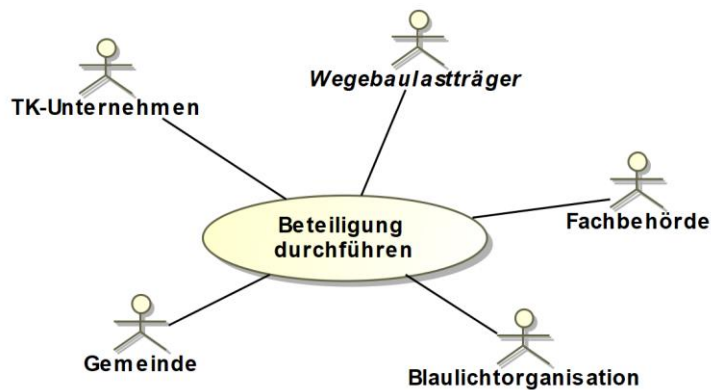 Wegebaulastträger
TK-Unternehmen
Beteiligung
durchführen
Fachbehörde
Gemeinde
Blaulichtorganisation